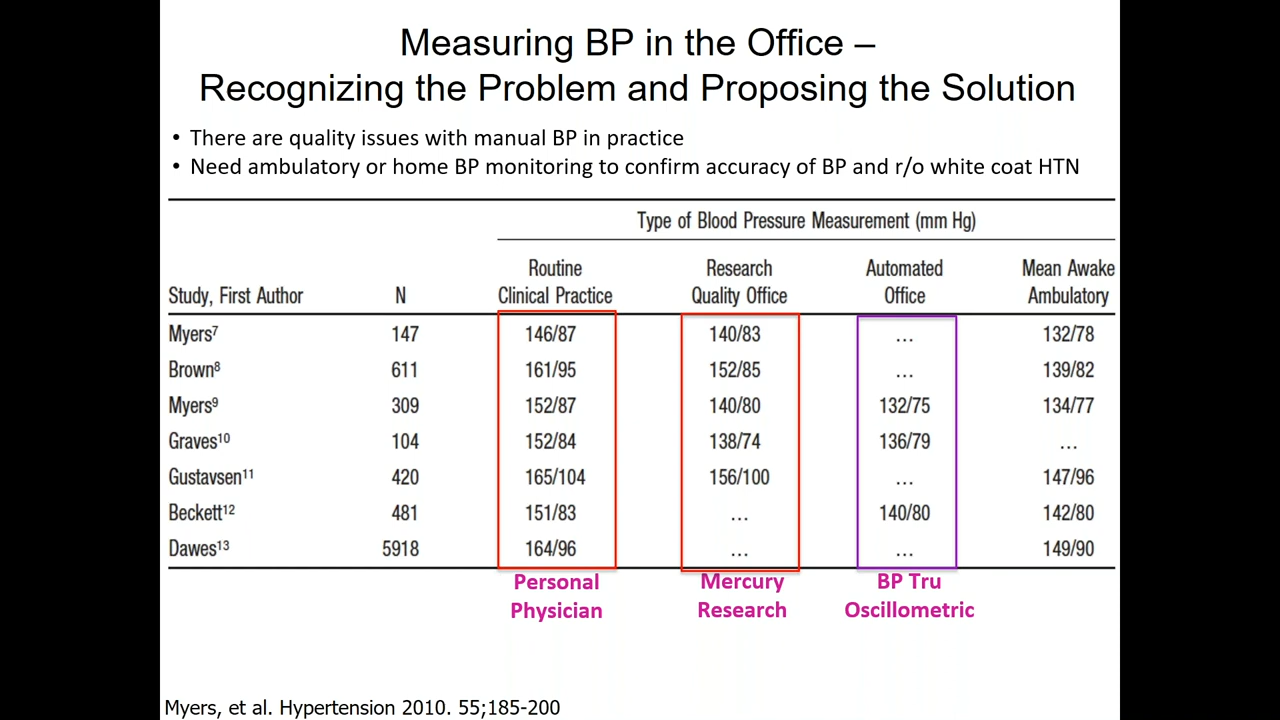 Measuring BP in the Office –
Recognizing the Problem and Proposing the Solution
• There are quality issues with manual BP in practice
• Need ambulatory or home BP monitoring to confirm accuracy of BP and r/o white coat HTN
Type of Blood Pressure Measurement (mm Hg)
Routine Research Automated Mean Awake
Study, First Author N Clinical Practice Quality Office Office Ambulatory
Myers⁷ 147 146/87 140/83 … 132/78
Brown⁸ 611 161/95 152/85 … 139/82
Myers⁹ 309 152/87 140/80 132/75 134/77
Graves¹⁰ 104 152/84 138/74 136/79 …
Gustavsen¹¹ 420 165/104 156/100 … 147/96
Beckett¹² 481 151/83 … 140/80 142/80
Dawes¹³ 5918 164/96 … … 149/90
Personal Mercury BP Tru
Physician Research Oscillometric
Myers, et al. Hypertension 2010. 55;185-200